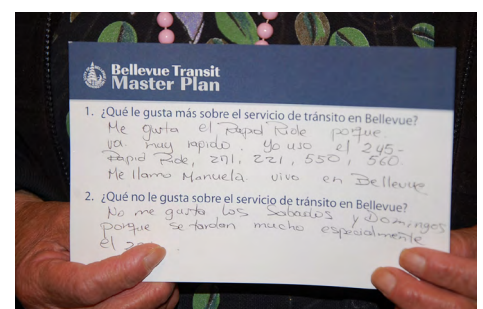 Bellevue Transit
Master Plan
1. ¿Qué le gusta más sobre el servicio de tránsito en Bellevue?
Me gusta el Rapid Ride porque
va muy rapido. Yo uso el 245-
Rapid Ride, 271, 221, 550, 560.
Me llamo Manuela vivo en Bellevue
2. ¿Qué no le gusta sobre el servicio de tránsito en Bellevue?
No me gusta los Sabados y Domingos
porque se tardan mucho especialmente
el